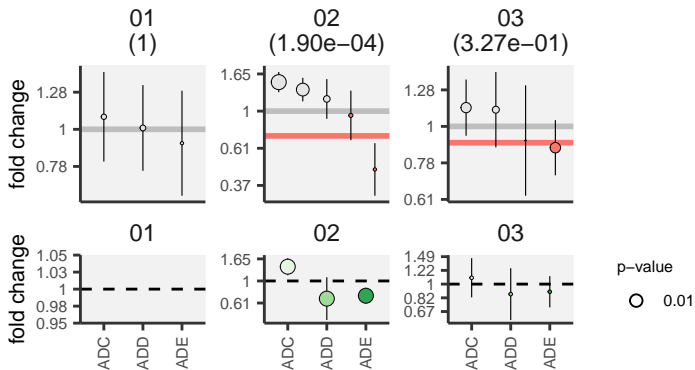 01
(1)
02
(1.90e−04)
03
(3.27e−01)
fold change
1.28
1
0.78
1.65
1
0.61
0.37
1.28
1
0.78
0.61
01
02
03
fold change
1.05
1.03
1
0.98
0.95
1.65
1
0.61
1.49
1.22
1
0.82
0.67
ADC
ADD
ADE
ADC
ADD
ADE
ADC
ADD
ADE
p−value
0.01